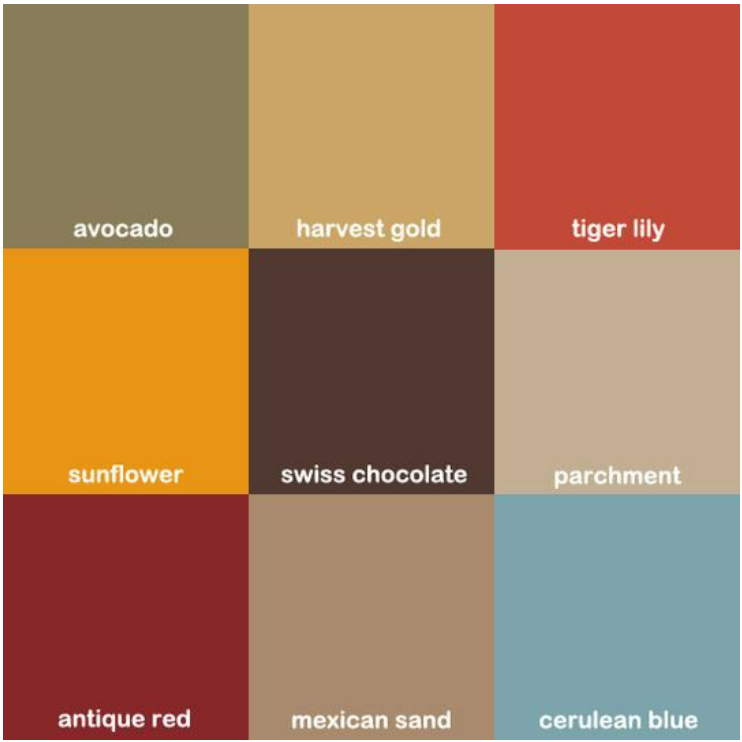 avocado
harvest gold
tiger lily
sunflower
swiss chocolate
parchment
antique red
mexican sand
cerulean blue